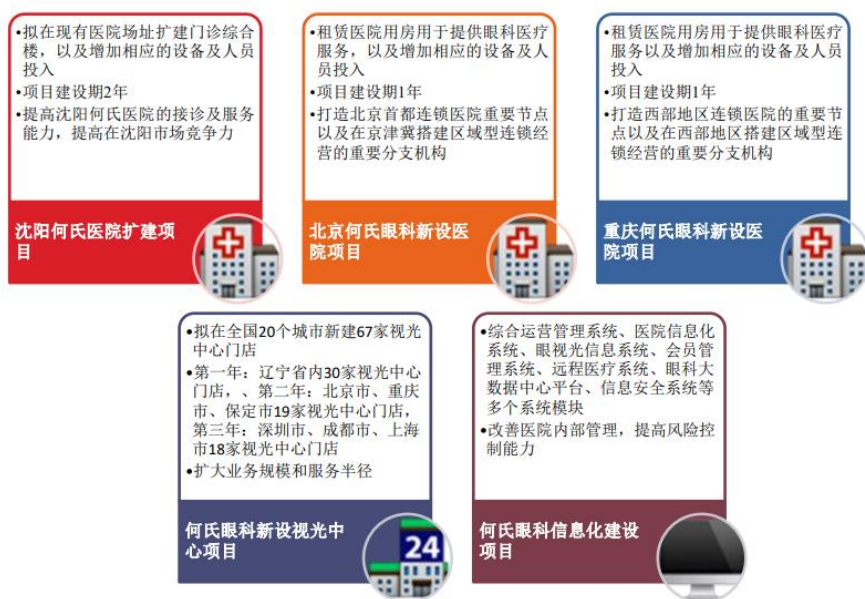 •拟在现有医院场址扩建门诊综合
楼，以及增加相应的设备及人员
投入
•项目建设期2年
•提高沈阳何氏医院的接诊及服务
能力，提高在沈阳市场竞争力
沈阳何氏医院扩建项
目
•租赁医院用房用于提供眼科医疗
服务，以及增加相应的设备及人
员投入
•项目建设期1年
•打造北京首都连锁医院重要节点
以及在京津冀搭建区域型连锁经
营的重要分支机构
北京何氏眼科新设医
院项目
•租赁医院用房用于提供眼科医疗
服务以及增加相应的设备及人员
投入
•项目建设期1年
•打造西部地区连锁医院的重要节
点以及在西部地区搭建区域型连
锁经营的重要分支机构
重庆何氏眼科新设医
院项目
•拟在全国20个城市新建67家视光
中心门店
•第一年：辽宁省内30家视光中心
门店，、第二年：北京市、重庆
市、保定市19家视光中心门店，
第三年：深圳市、成都市、上海
市18家视光中心门店
•扩大业务规模和服务半径
何氏眼科新设视光中
心项目
24
•综合运营管理系统、医院信息化
系统、眼视光信息系统、会员管
理系统、远程医疗系统、眼科大
数据中心平台、信息安全系统等
多个系统模块
•改善医院内部管理，提高风险控
制能力
何氏眼科信息化建设
项目